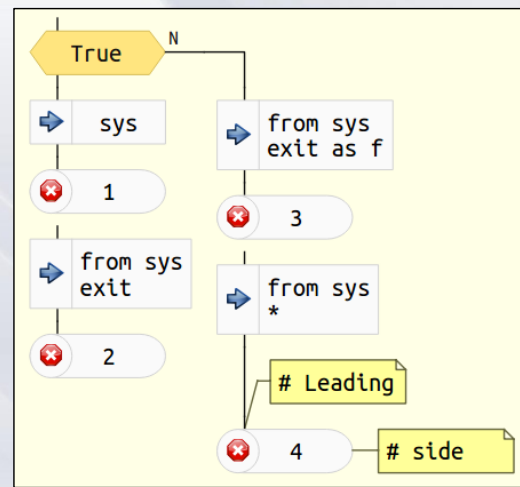 True
N
sys
1
from sys
exit
2
from sys
exit as f
3
from sys
*
# Leading
4
# side